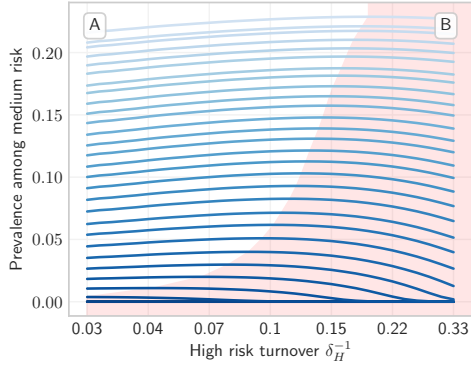 A
B
Prevalence among medium risk
0.20
0.15
0.10
0.05
0.00
0.03 0.04 0.07 0.1 0.15 0.22 0.33
High risk turnover δ_H^{-1}